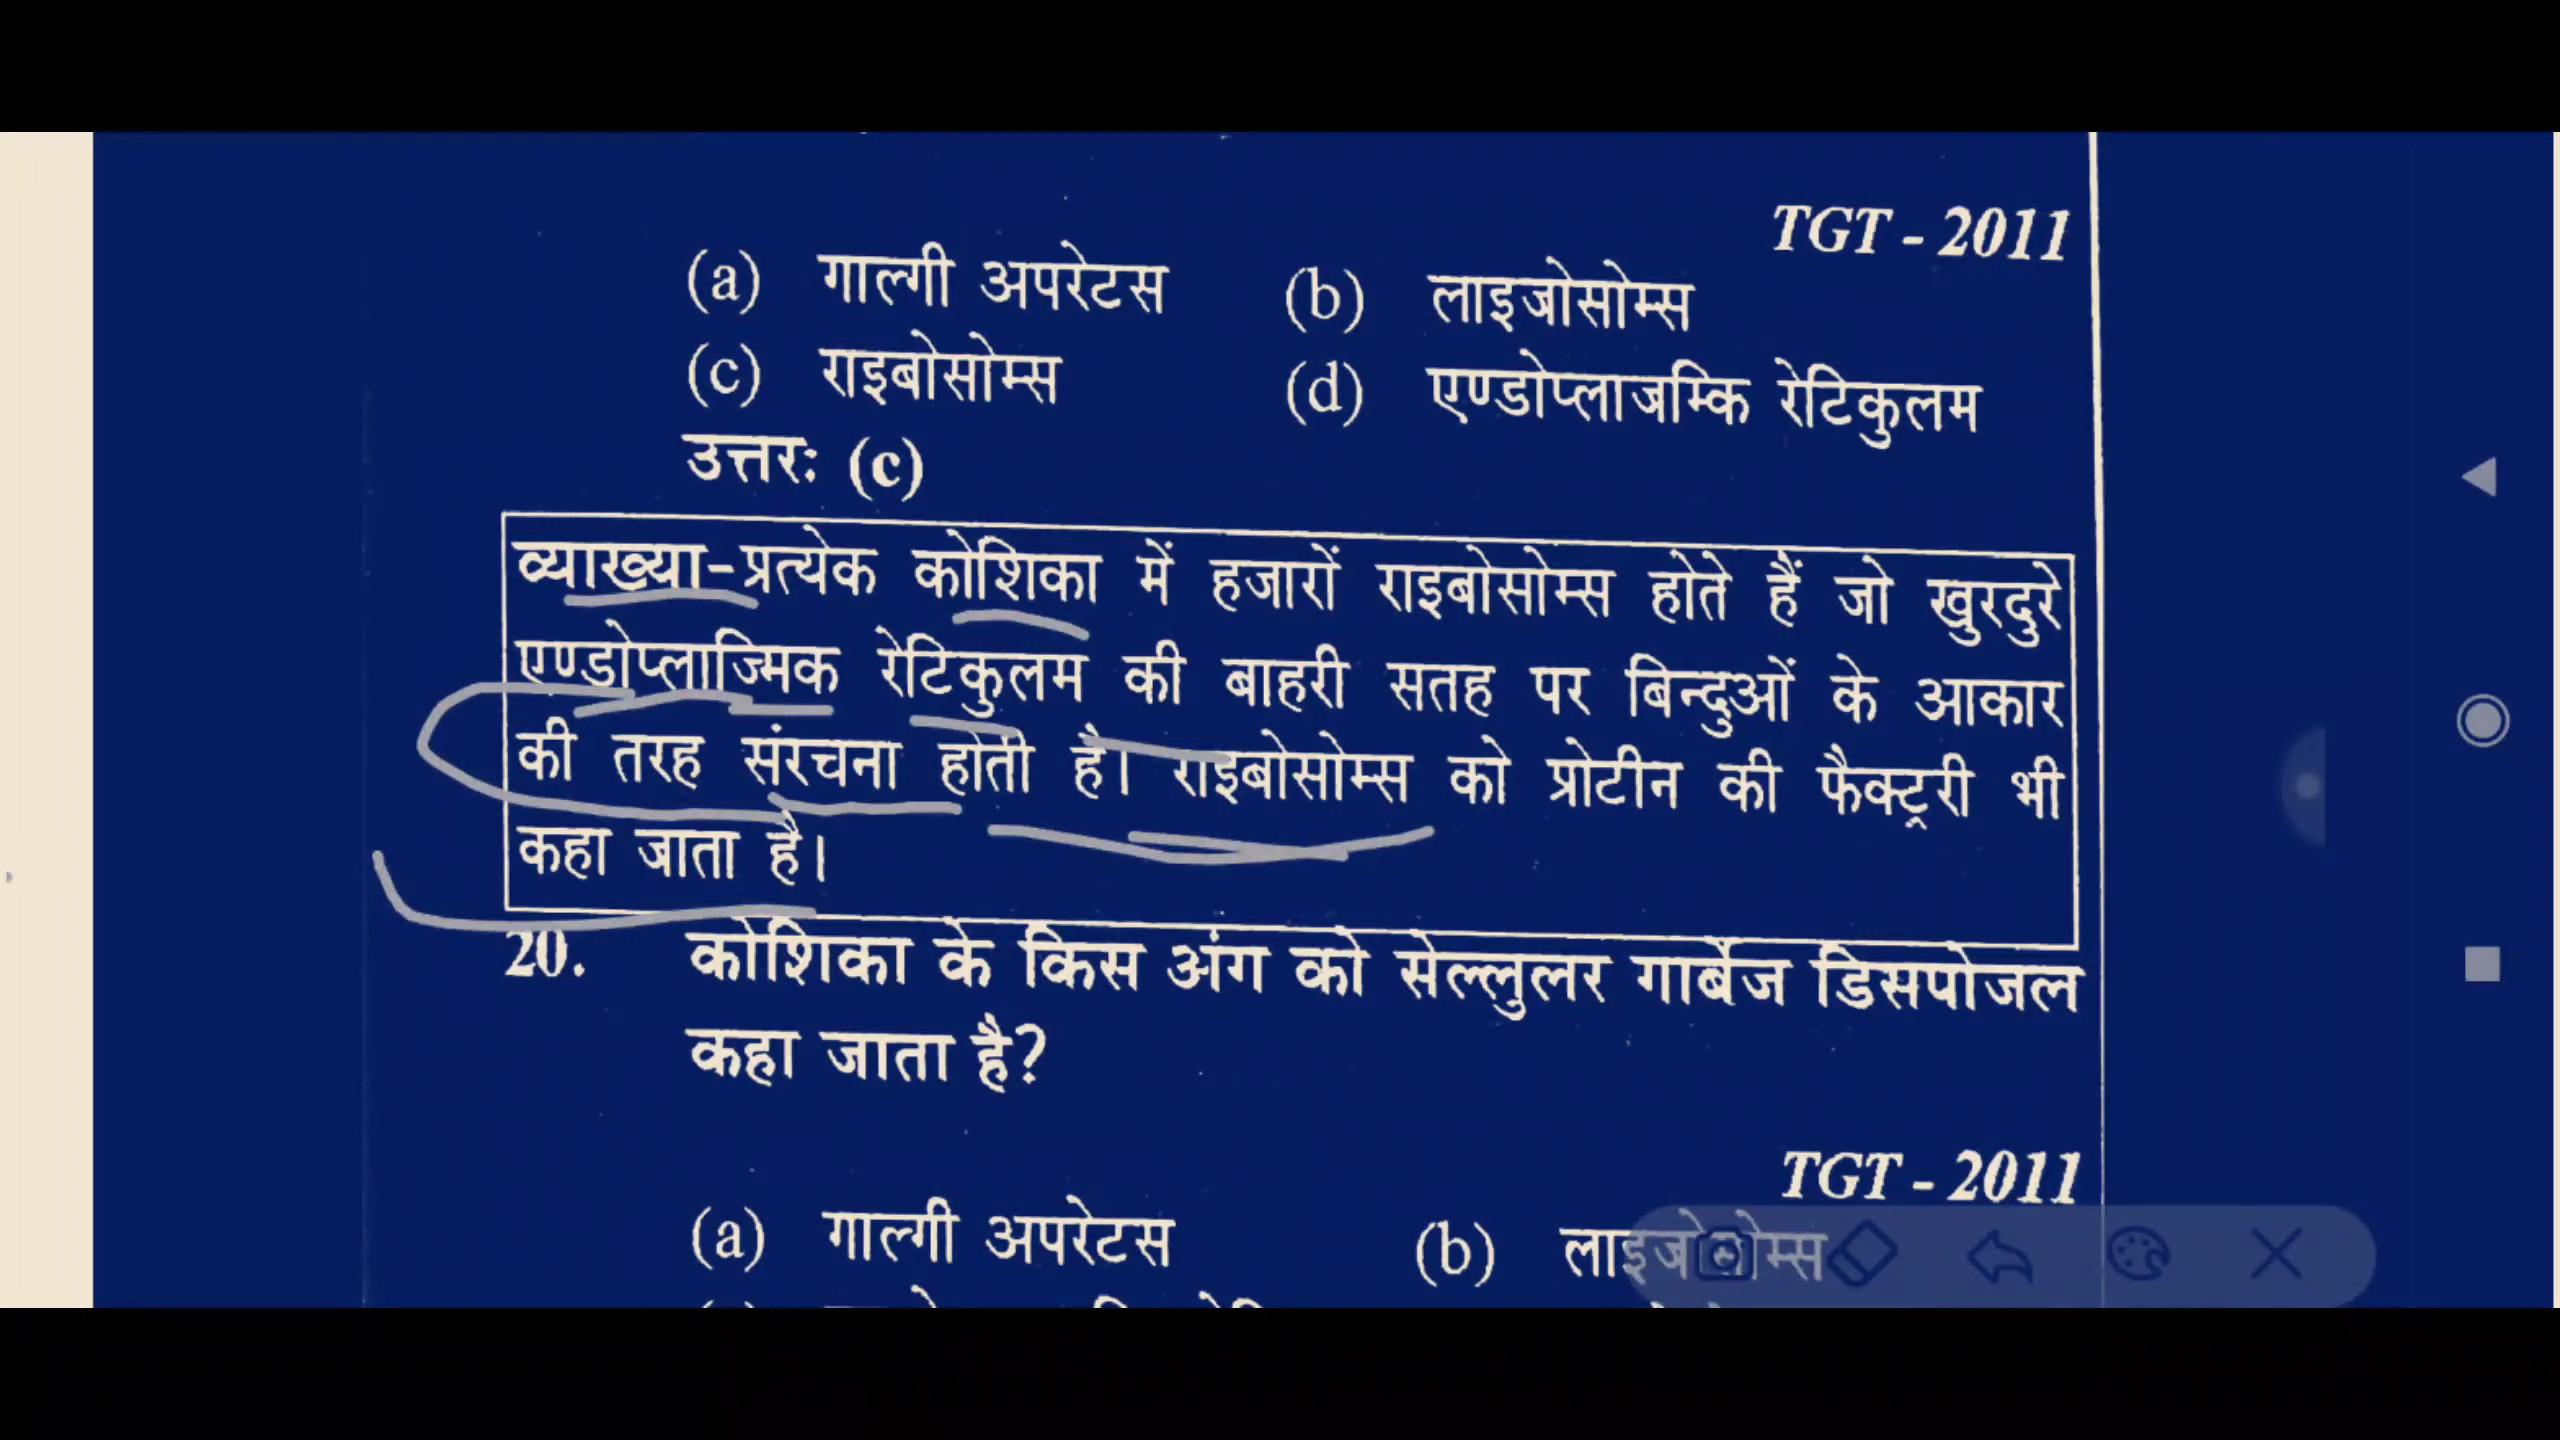 TGT - 2011
(a) गाल्गी अपरेटस (b) लाइजोसोम्स
(c) राइबोसोम्स (d) एण्डोप्लाजम्कि रेटिकुलम
उत्तरः (c)
व्याख्या-प्रत्येक कोशिका में हजारों राइबोसोम्स होते हैं जो खुरदुरे
एण्डोप्लाज्मिक रेटिकुलम की बाहरी सतह पर बिन्दुओं के आकार
की तरह संरचना होती है। राइबोसोम्स को प्रोटीन की फैक्ट्री भी
कहा जाता है।
20. कोशिका के किस अंग को सेल्लुलर गार्बेज डिसपोजल
कहा जाता है?
TGT - 2011
(a) गाल्गी अपरेटस (b) लाइजोसोम्स